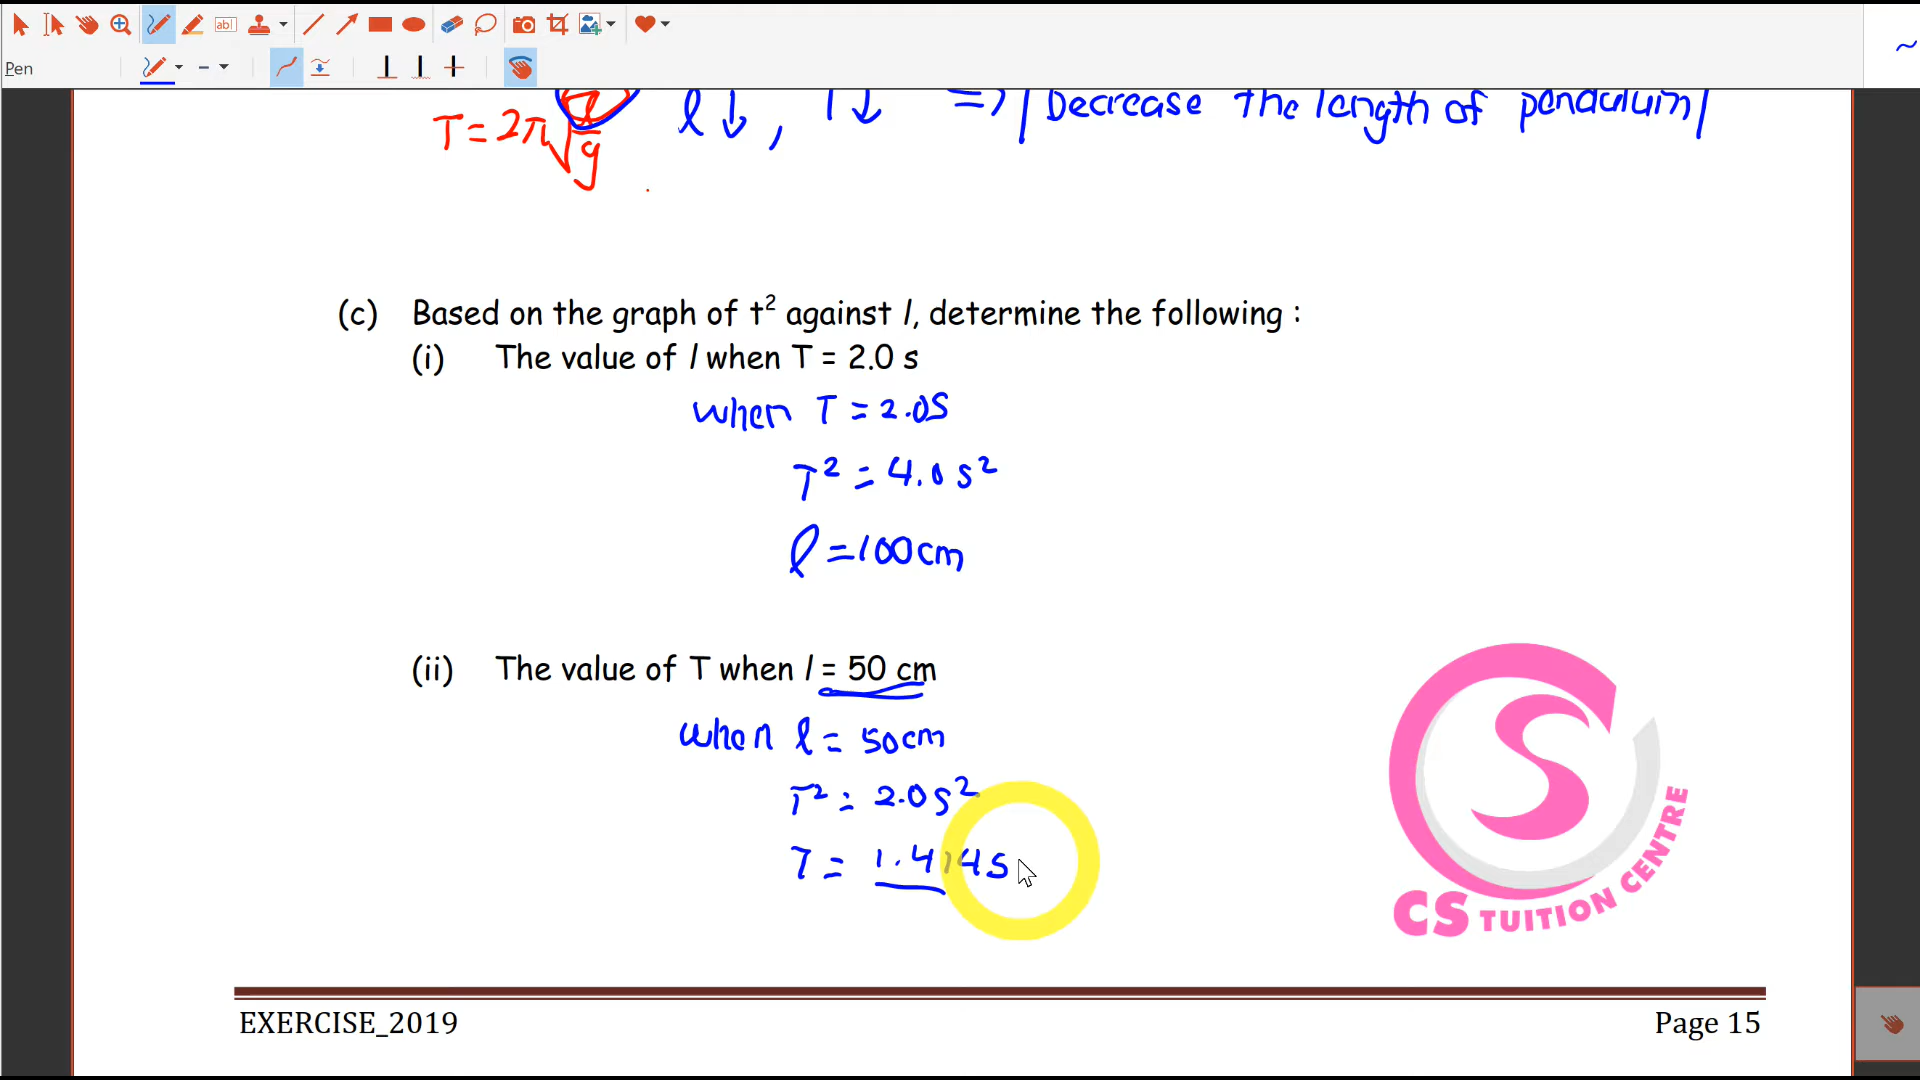 ab|
Pen
T = 2π√l/g l ↓ , T ↓ => Decrease the length of pendulum
(c) Based on the graph of t² against l, determine the following :
(i) The value of l when T = 2.0 s
when T = 2.0s
T² = 4.0 s²
l = 100cm
(ii) The value of T when l = 50 cm
when l = 50cm
T² = 2.0 s²
T = 1.414s
CS TUITION CENTRE
EXERCISE_2019
Page 15